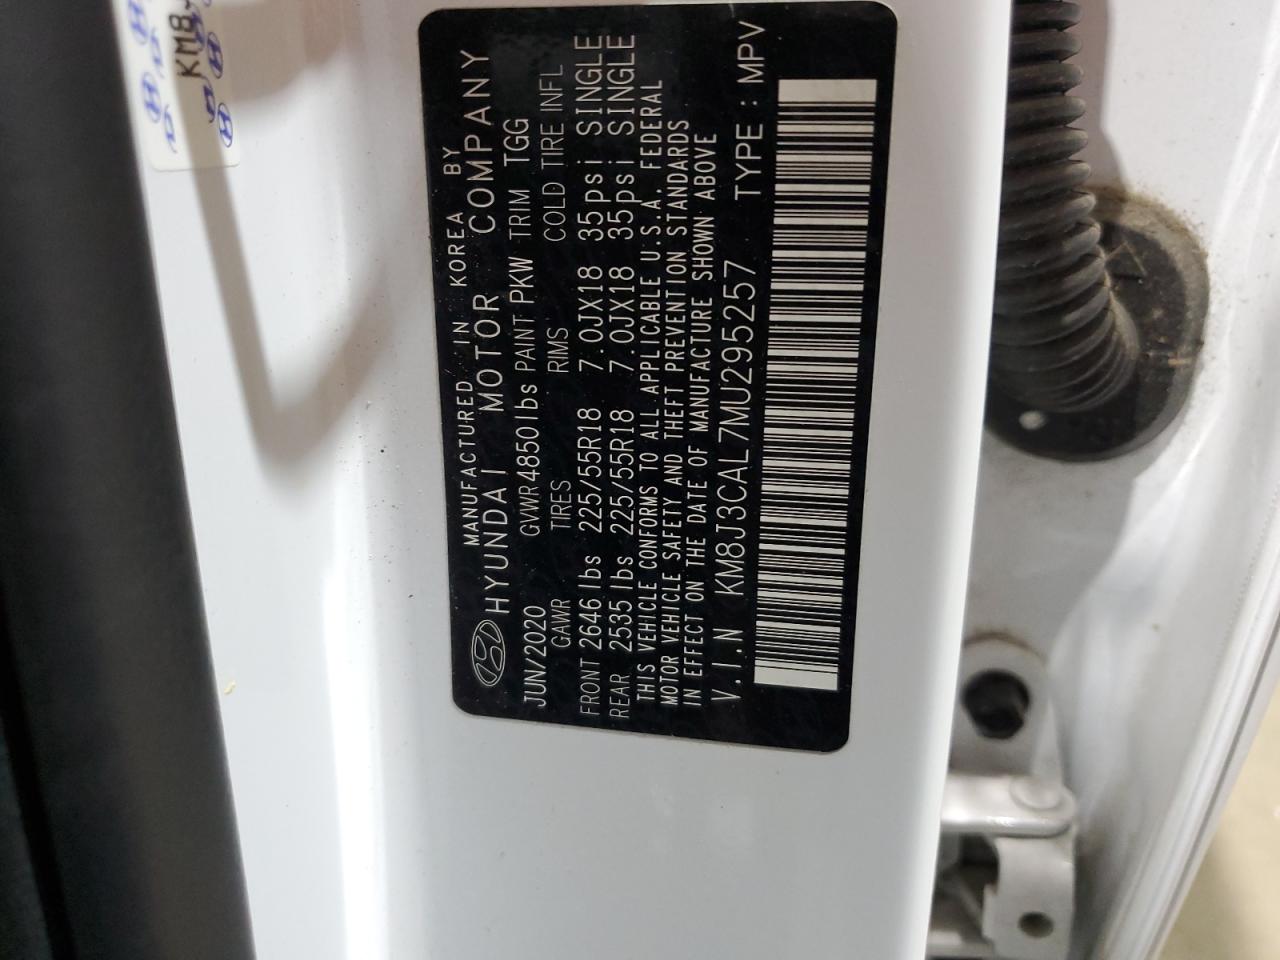 KM8J
MANUFACTURED IN KOREA BY
HYUNDAI MOTOR COMPANY
JUN/2020 GVWR 4850 lbs PAINT PKW TRIM TGG
GAWR TIRES RIMS COLD TIRE INFL
FRONT 2646 lbs 225/55R18 7.0JX18 35psi SINGLE
REAR 2535 lbs 225/55R18 7.0JX18 35psi SINGLE
THIS VEHICLE CONFORMS TO ALL APPLICABLE U.S.A. FEDERAL
MOTOR VEHICLE SAFETY AND THEFT PREVENTION STANDARDS
IN EFFECT ON THE DATE OF MANUFACTURE SHOWN ABOVE
V.I.N KM8J3CAL7MU295257 TYPE : MPV